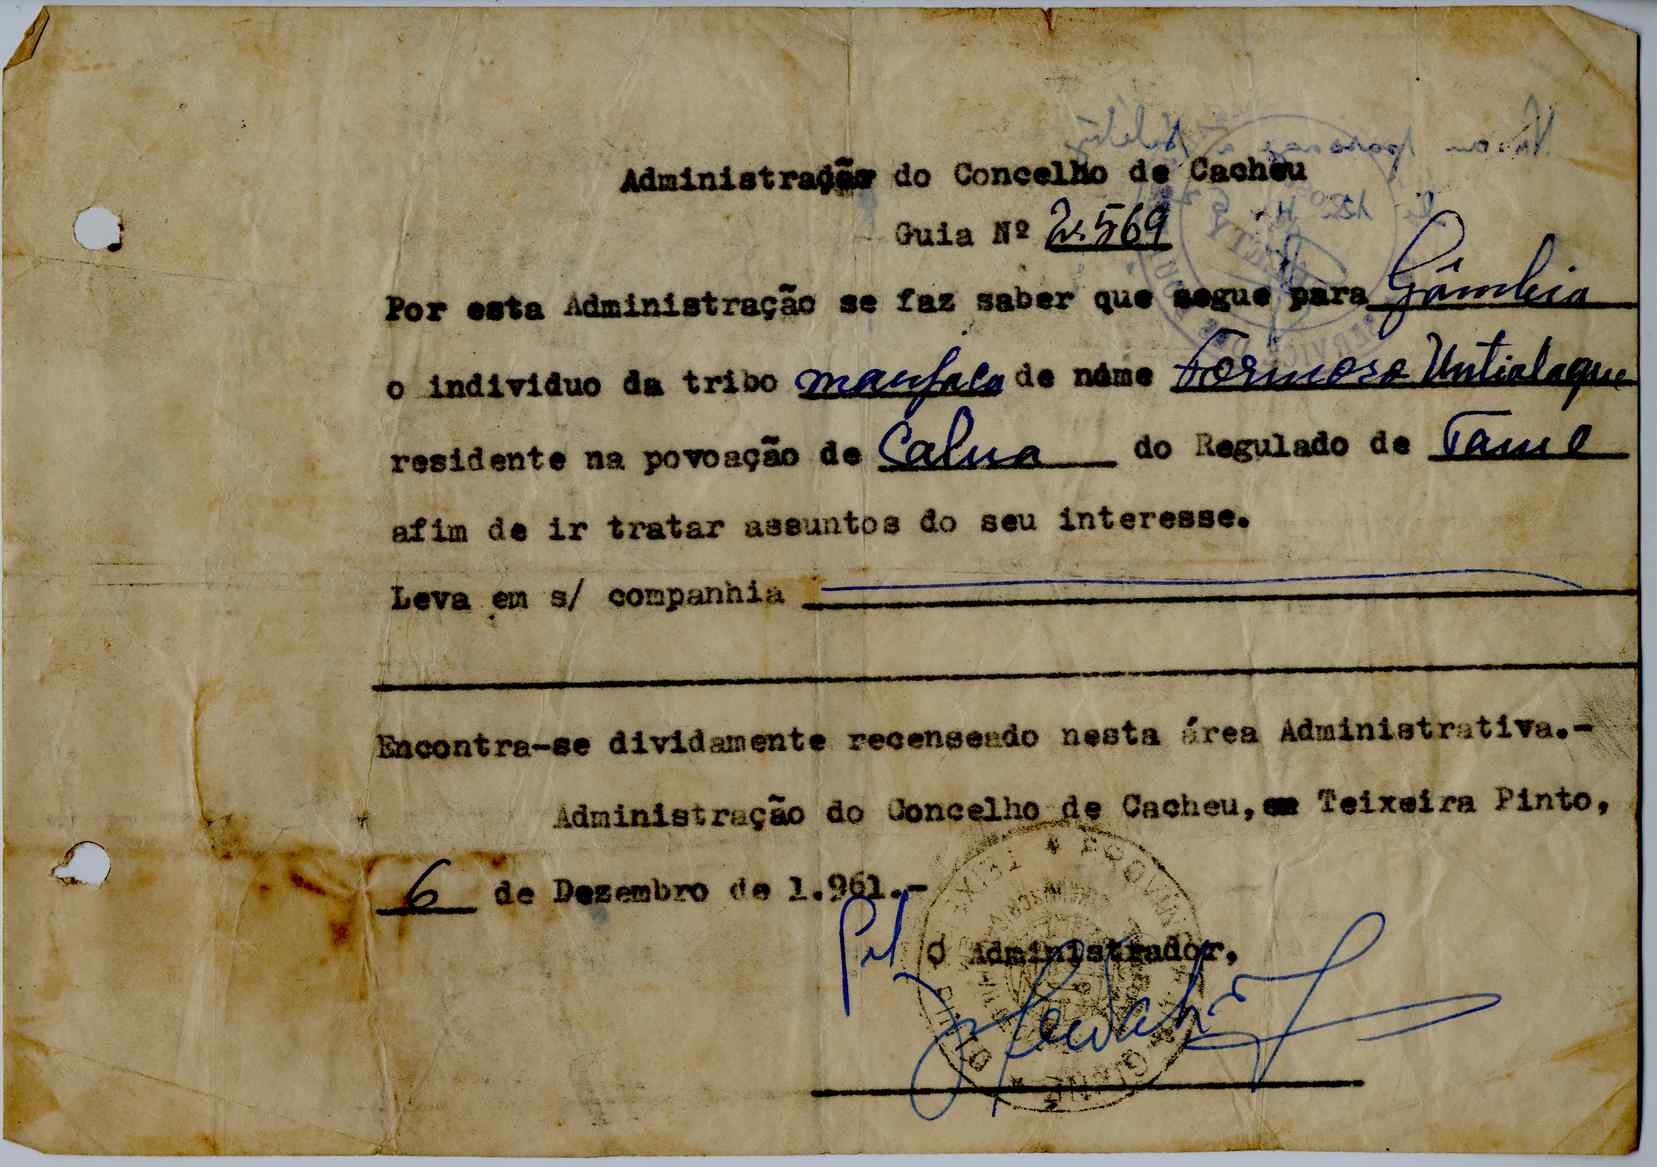 Administração do Concelho de Cacheu
Guia Nº 2.569
Por esta Administração se faz saber que segue para Gâmbia
o individuo da tribo manjaca de nome Formoso Untialaque
residente na povoação de Calna do Regulado de Tame
afim de ir tratar assuntos do seu interesse.
Leva em s/ companhia
Encontra-se dividamente recenseado nesta área Administrativa.-
Administração do Concelho de Cacheu, em Teixeira Pinto,
6 de Dezembro de 1.961.-
O Administrador,